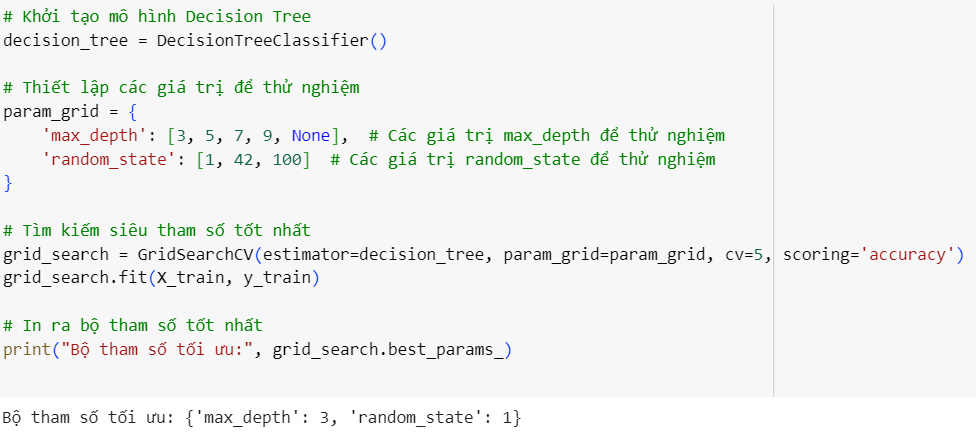 # Khởi tạo mô hình Decision Tree
decision_tree = DecisionTreeClassifier()
# Thiết lập các giá trị để thử nghiệm
param_grid = {
    'max_depth': [3, 5, 7, 9, None],  # Các giá trị max_depth để thử nghiệm
    'random_state': [1, 42, 100]  # Các giá trị random_state để thử nghiệm
}
# Tìm kiếm siêu tham số tốt nhất
grid_search = GridSearchCV(estimator=decision_tree, param_grid=param_grid, cv=5, scoring='accuracy')
grid_search.fit(X_train, y_train)
# In ra bộ tham số tốt nhất
print("Bộ tham số tối ưu:", grid_search.best_params_)
Bộ tham số tối ưu: {'max_depth': 3, 'random_state': 1}